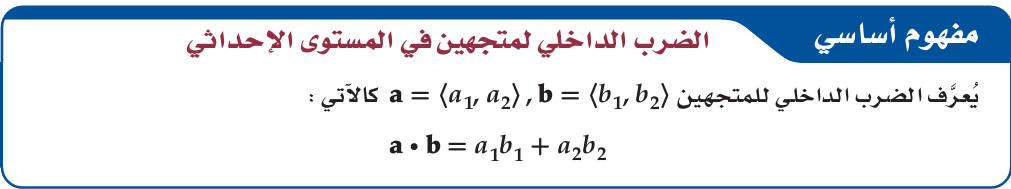 مفهوم أساسي
الضرب الداخلي لمتجهين في المستوى الإحداثي
يُعرَّف الضرب الداخلي للمتجهين a = ⟨a₁, a₂⟩ , b = ⟨b₁, b₂⟩ كالآتي :
a • b = a₁b₁ + a₂b₂